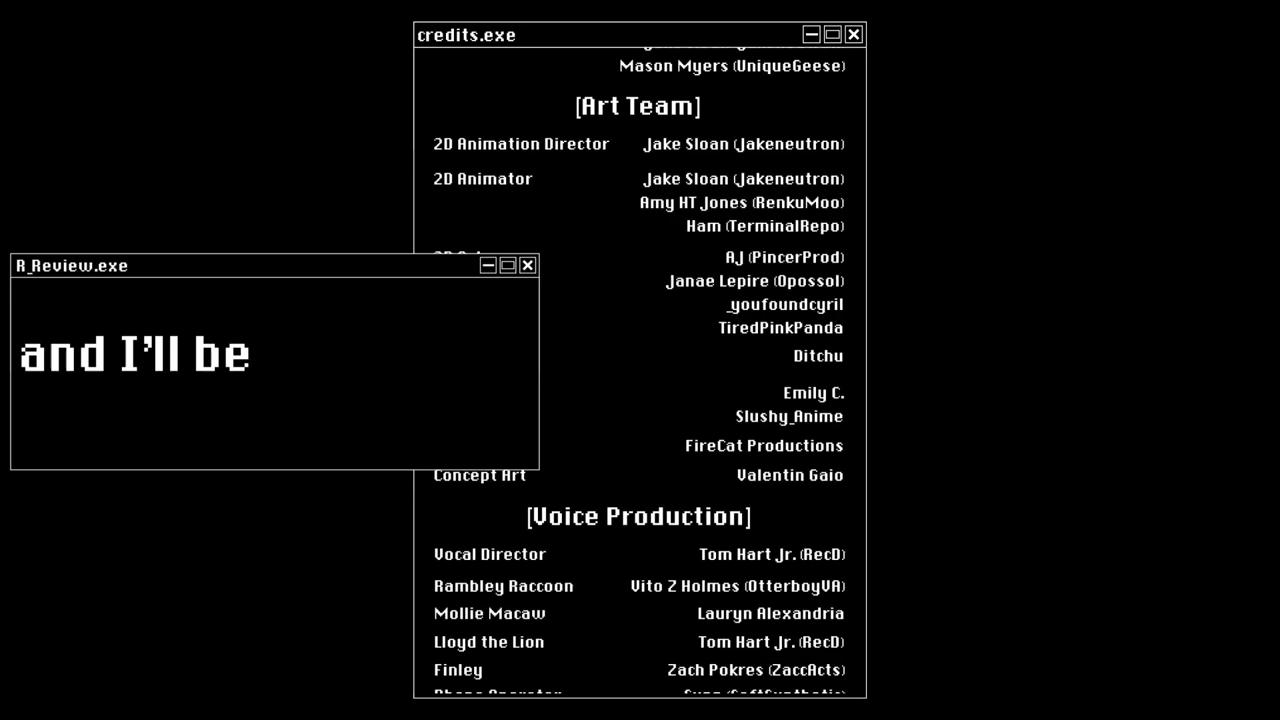 credits.exe
Mason Myers (UniqueGeese)
[Art Team]
2D Animation Director Jake Sloan (Jakeneutron)
2D Animator Jake Sloan (Jakeneutron)
Amy HT Jones (RenkuMoo)
Ham (TerminalRepo)
AJ (PincerProd)
R_Review.exe
Janae Lepire (Opossol)
_youfoundcyril
TiredPinkPanda
and I'll be
Ditchu
Emily C.
Slushy_Anime
FireCat Productions
Concept Art Valentin Gaio
[Voice Production]
Vocal Director Tom Hart Jr. (RecD)
Rambley Raccoon Vito Z Holmes (OtterboyVA)
Mollie Macaw Lauryn Alexandria
Lloyd the Lion Tom Hart Jr. (RecD)
Finley Zach Pokres (ZaccActs)